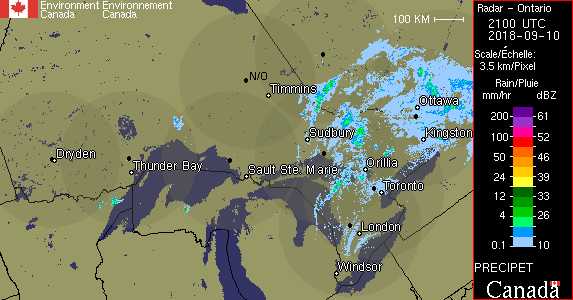 Environment Environnement
Canada Canada
100 KM
N/O
Timmins
Ottawa
Sudbury
Kingston
Dryden
Thunder Bay
Sault Ste. Marie
Orillia
Toronto
London
Windsor
Radar - Ontario
2100 UTC
2018-09-10
Scale/Échelle:
3.5 km/Pixel
Rain/Pluie
mm/hr dBZ
200 61
100 52
50 46
24 39
12 33
4 26
0.1 10
PRECIPET
Canada